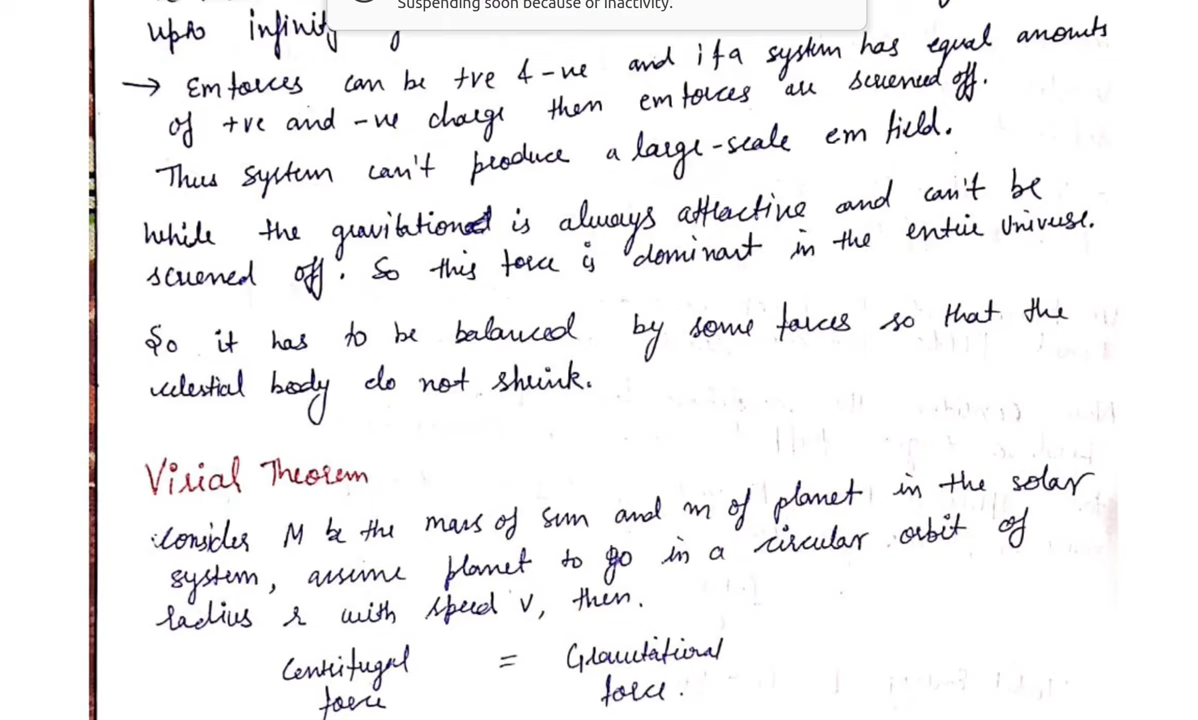 Suspending soon because of inactivity.
upto infinity
→ Em forces can be +ve & -ve and if a system has equal amounts
of +ve and -ve charge then em forces are screened off.
Thus system can't produce a large-scale em field.
While the gravitational is always attractive and can't be
screened off. So this force is dominant in the entire Universe.
So it has to be balanced by some forces so that the
celestial body do not shrink.
Virial Theorem
Consider M be the mass of sun and m of planet in the solar
system, assume planet to go in a circular orbit of
radius r with speed v, then.
Centrifugal = Gravitational
force force.